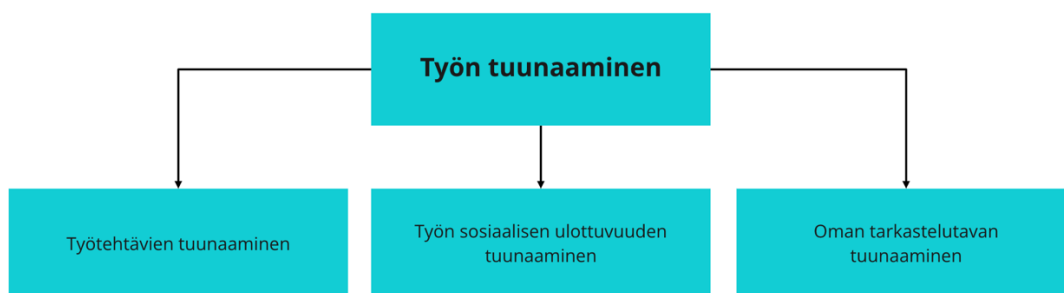 Työn tuunaaminen
Työtehtävien tuunaaminen
Työn sosiaalisen ulottuvuuden
tuunaaminen
Oman tarkastelutavan
tuunaaminen